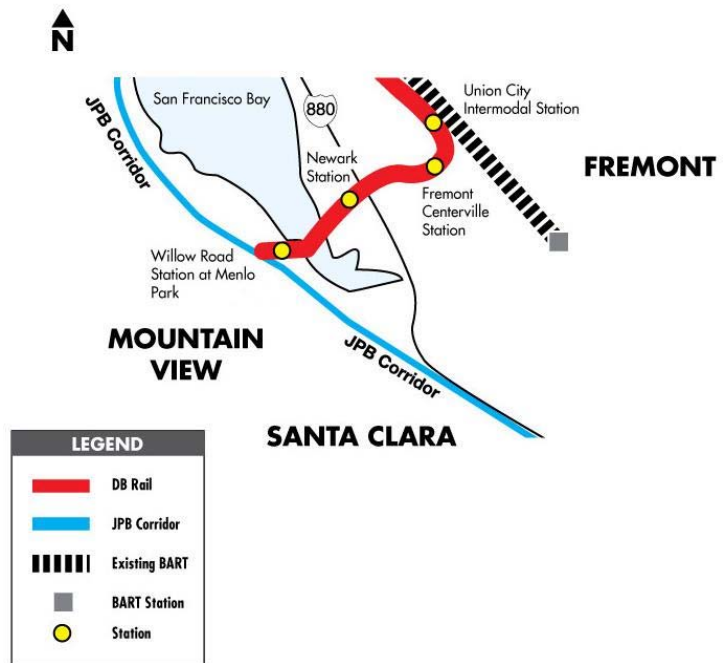 N
San Francisco Bay
880
Union City
Intermodal Station
JPB Corridor
Newark
Station
FREMONT
Fremont
Centerville
Station
Willow Road
Station at Menlo
Park
MOUNTAIN
VIEW
JPB Corridor
SANTA CLARA
LEGEND
DB Rail
JPB Corridor
Existing BART
BART Station
Station